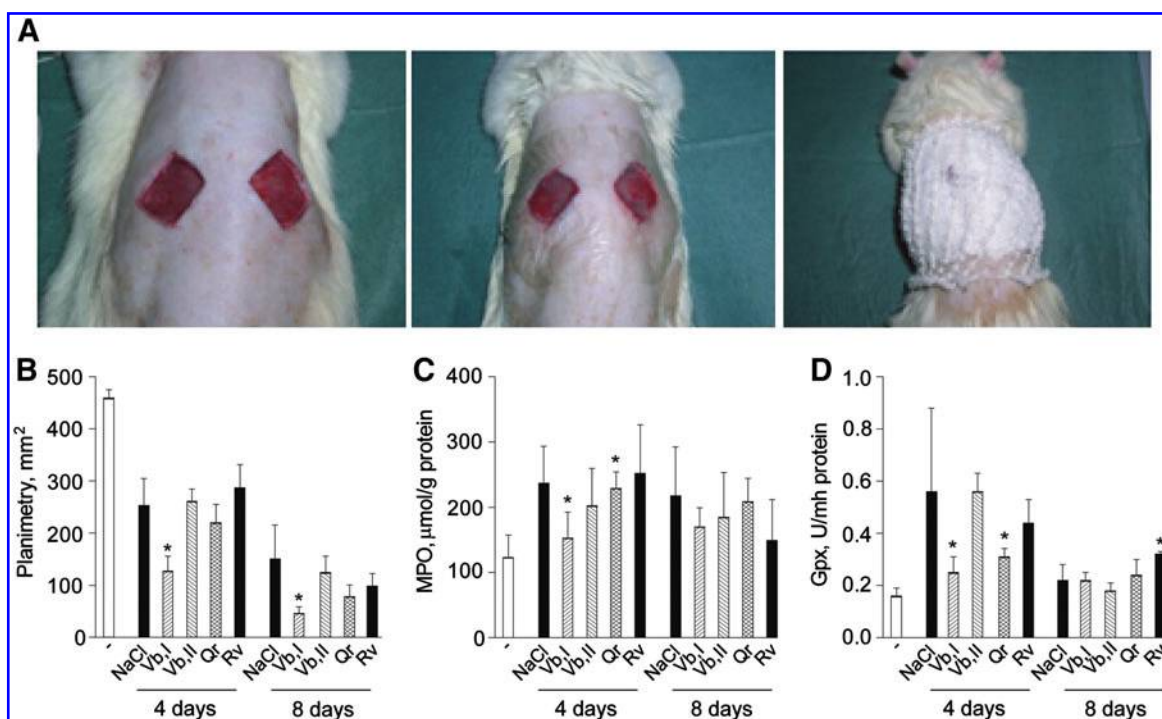 A
B
C
D
500
400
300
200
100
0
Planimetry, mm²
-
NaCl
Vb,I
*
Vb,II
Qr
Rv
NaCl
Vb,I
*
Vb,II
Qr
Rv
4 days
8 days
400
300
200
100
0
MPO, µmol/g protein
-
NaCl
Vb,I
*
Vb,II
Qr
*
Rv
NaCl
Vb,I
Vb,II
Qr
Rv
4 days
8 days
1.0
0.8
0.6
0.4
0.2
0.0
Gpx, U/mh protein
-
NaCl
Vb,I
*
Vb,II
Qr
*
Rv
NaCl
Vb,I
Vb,II
Qr
Rv
*
4 days
8 days